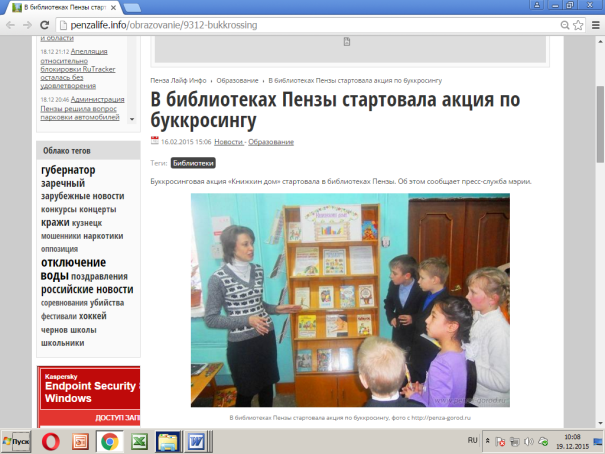 В библиотеках Пензы старт
penzalife.info/obrazovanie/9312-bukkrossing
и области
18.12 21:12 Апелляция
относительно
блокировки RuTracker
осталась без
удовлетворения
18.12 20:46 Администрация
Пензы решила вопрос
парковки автомобилей
Облако тегов
губернатор
заречный
зарубежные новости
конкурсы концерты
кражи кузнецк
мошенники наркотики
оппозиция
отключение
воды поздравления
российские новости
соревнования убийства
фестивали хоккей
чернов школы
школьники
Kaspersky
Endpoint Security
Windows
ДОСТУП ЗАП
Пенза Лайф Инфо › Образование › В библиотеках Пензы стартовала акция по буккросингу
В библиотеках Пензы стартовала акция по
буккросингу
16.02.2015 15:06 Новости - Образование
Теги: Библиотеки
Буккросинговая акция «Книжкин дом» стартовала в библиотеках Пензы. Об этом сообщает пресс-служба мэрии.
В библиотеках Пензы стартовала акция по буккросингу, фото с http://penza-gorod.ru
Пуск
RU
10:08
19.12.2015